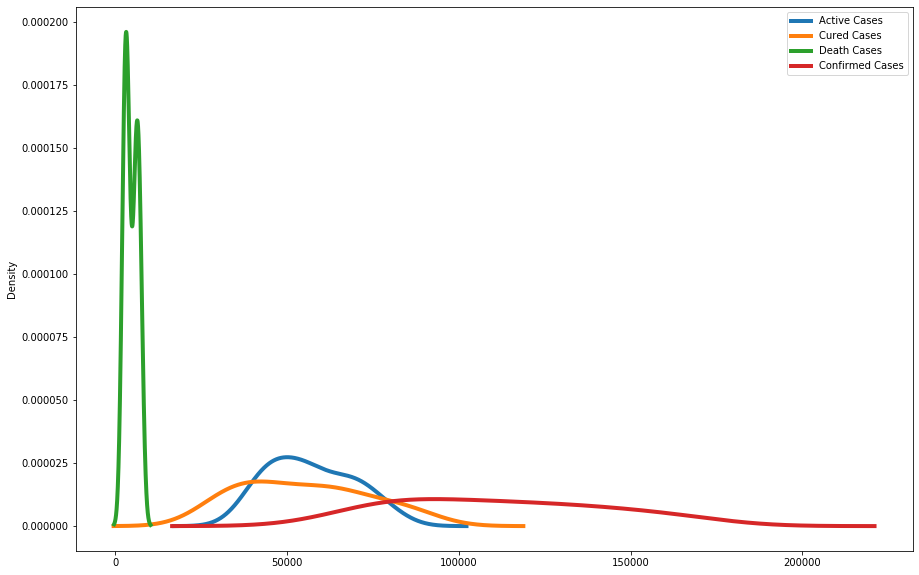 0.000200
0.000175
0.000150
0.000125
0.000100
0.000075
0.000050
0.000025
0.000000
Density
0 50000 100000 150000 200000
Active Cases
Cured Cases
Death Cases
Confirmed Cases